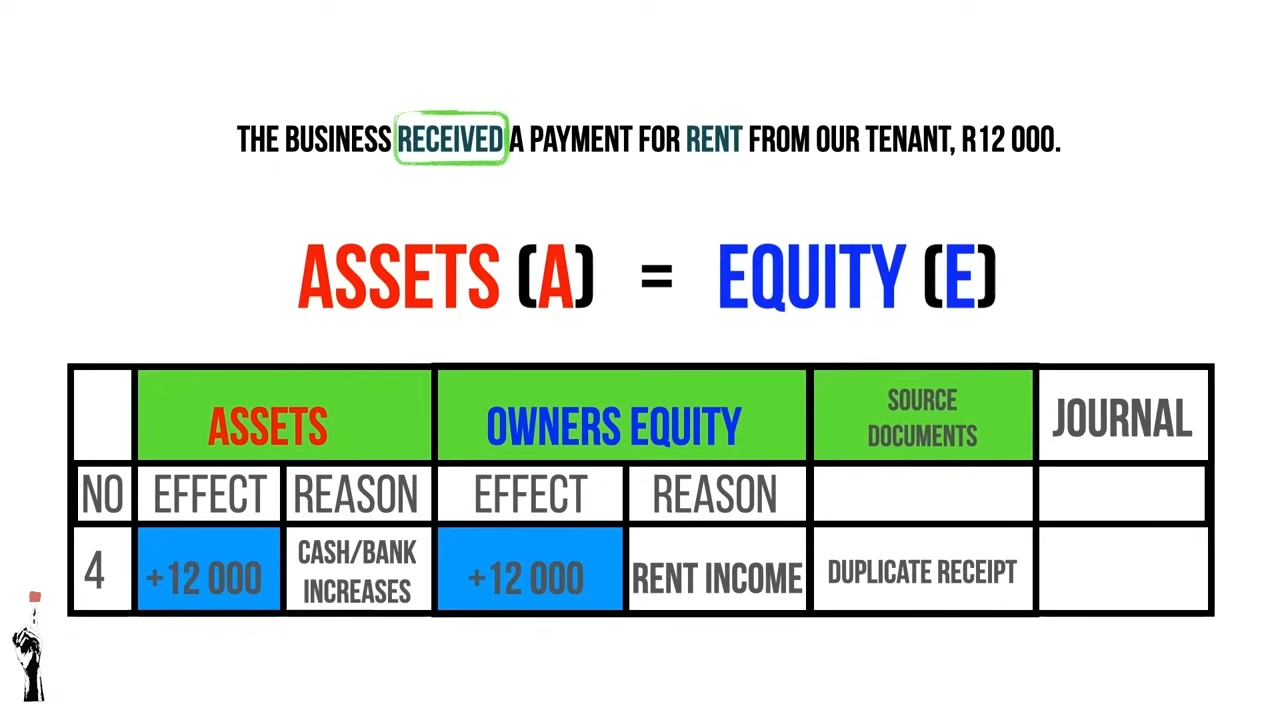 THE BUSINESS RECEIVED A PAYMENT FOR RENT FROM OUR TENANT, R12 000.
ASSETS (A) = EQUITY (E)
ASSETS OWNERS EQUITY SOURCE DOCUMENTS JOURNAL
NO EFFECT REASON EFFECT REASON
4 +12 000 CASH/BANK INCREASES +12 000 RENT INCOME DUPLICATE RECEIPT